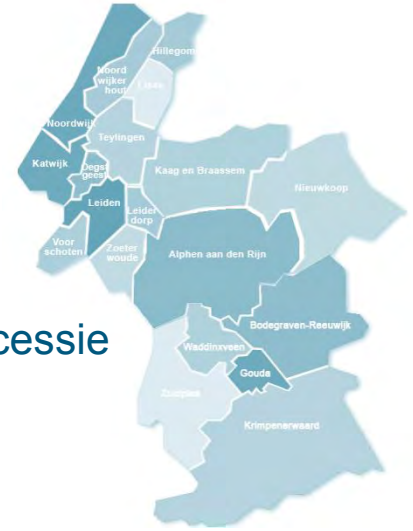 Hillegom
Noord
wijker
hout
Lisse
Noordwijk
Teylingen
Katwijk
Oegst
geest
Kaag en Braassem
Nieuwkoop
Leiden
Leider
dorp
Voor
schoten
Zoeter
woude
Alphen aan den Rijn
cessie
Bodegraven-Reeuwijk
Waddinxveen
Gouda
Zuidplas
Krimpenerwaard